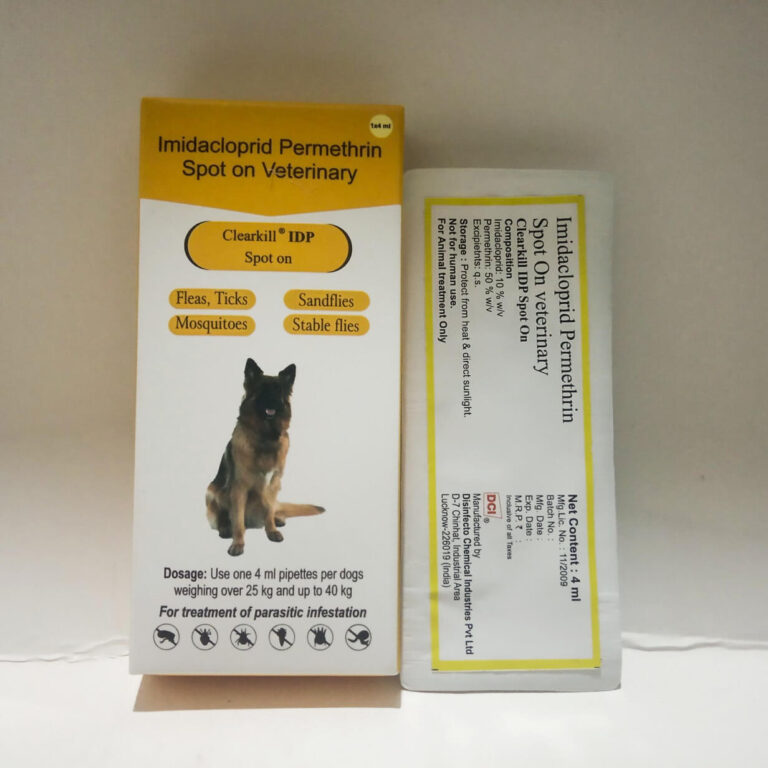 1x4 ml
Imidacloprid Permethrin
Spot on Veterinary
Clearkill ® IDP
Spot on
Fleas, Ticks
Sandflies
Mosquitoes
Stable flies
Dosage: Use one 4 ml pipettes per dogs
weighing over 25 kg and up to 40 kg
For treatment of parasitic infestation
Imidacloprid Permethrin
Spot On veterinary
Clearkill IDP Spot On
Composition
Imidacloprid: 10 % w/v
Permethrin: 50 % w/v
Excipients: q.s.
Storage : Protect from heat & direct sunlight.
Not for human use.
For Animal treatment Only
Net Content : 4 ml
Mfg. Lic. No. : 11/2009
Batch No. :
Mfg. Date :
Exp. Date :
M.R.P. ₹ :
Inclusive of all Taxes
DCI ®
Manufactured by
Disinfecto Chemical Industries Pvt Ltd
D-7 Chinhat, Industrial Area
Lucknow-226019 (India)